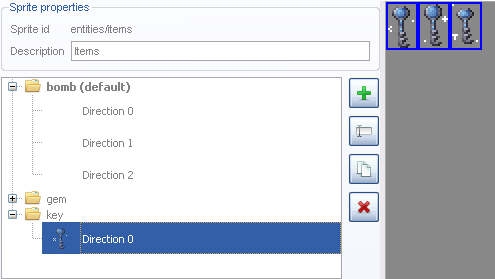 Sprite properties
Sprite id entities/items
Description Items
bomb (default)
Direction 0
Direction 1
Direction 2
gem
key
Direction 0